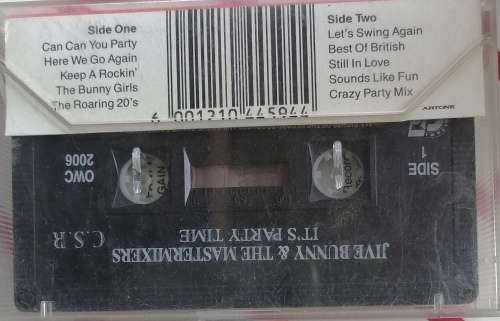 Side One
Can Can You Party
Here We Go Again
Keep A Rockin'
The Bunny Girls
The Roaring 20's
6 001210 445944
Side Two
Let's Swing Again
Best Of British
Still In Love
Sounds Like Fun
Crazy Party Mix
ARTONE
SIDE
1
OWC
2006
C.S.R
IT'S PARTY TIME
JIVE BUNNY & THE MASTERMIXERS